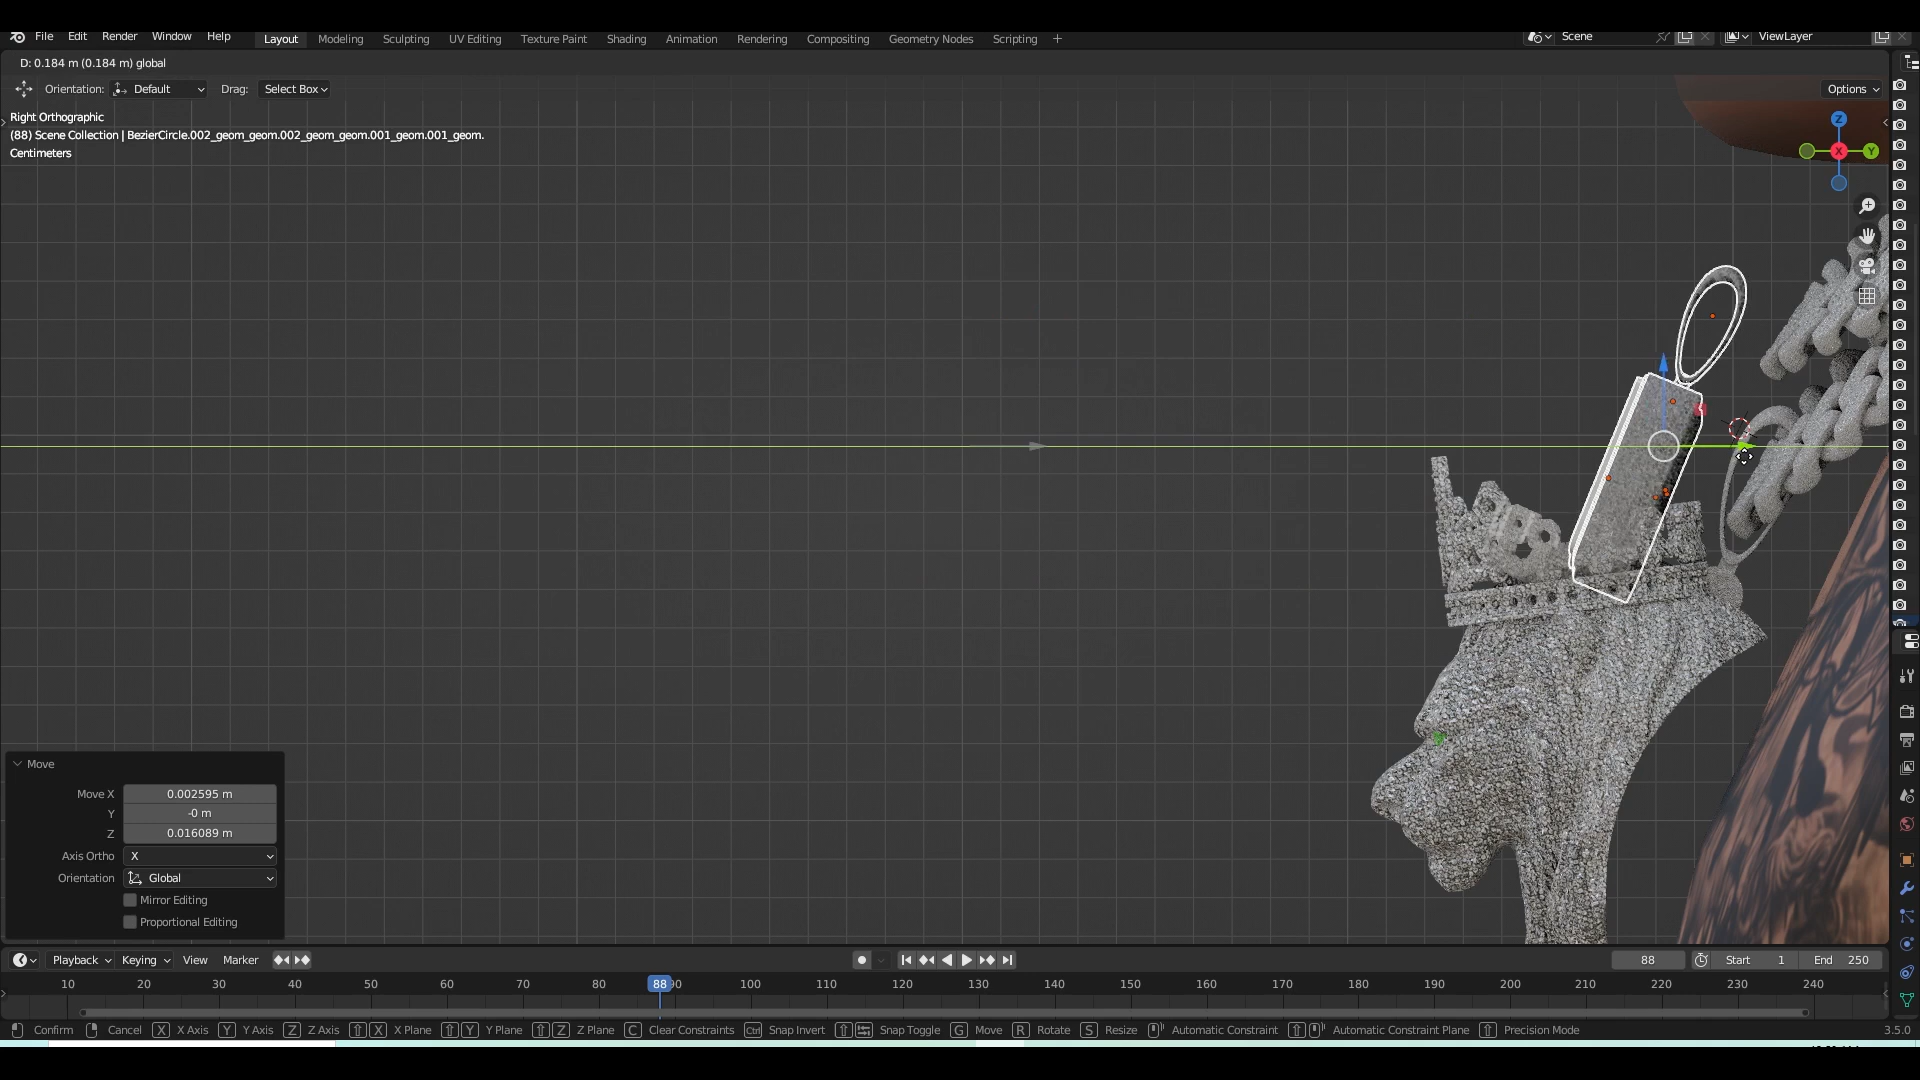 File Edit Render Window Help Layout Modeling Sculpting UV Editing Texture Paint Shading Animation Rendering Compositing Geometry Nodes Scripting + Scene ViewLayer
D: 0.184 m (0.184 m) global
Orientation: Default Drag: Select Box Options
Right Orthographic
(88) Scene Collection | BezierCircle.002_geom_geom.002_geom_geom.001_geom.001_geom.
Centimeters
Z
X
Y
Move
Move X 0.002595 m
Y -0 m
Z 0.016089 m
Axis Ortho X
Orientation Global
Mirror Editing
Proportional Editing
Playback Keying View Marker 88 Start 1 End 250
10 20 30 40 50 60 70 80 88 90 100 110 120 130 140 150 160 170 180 190 200 210 220 230 240
Confirm Cancel X X Axis Y Y Axis Z Z Axis X X Plane Y Y Plane Z Z Plane C Clear Constraints Ctrl Snap Invert Snap Toggle G Move R Rotate S Resize Automatic Constraint Automatic Constraint Plane Precision Mode 3.5.0